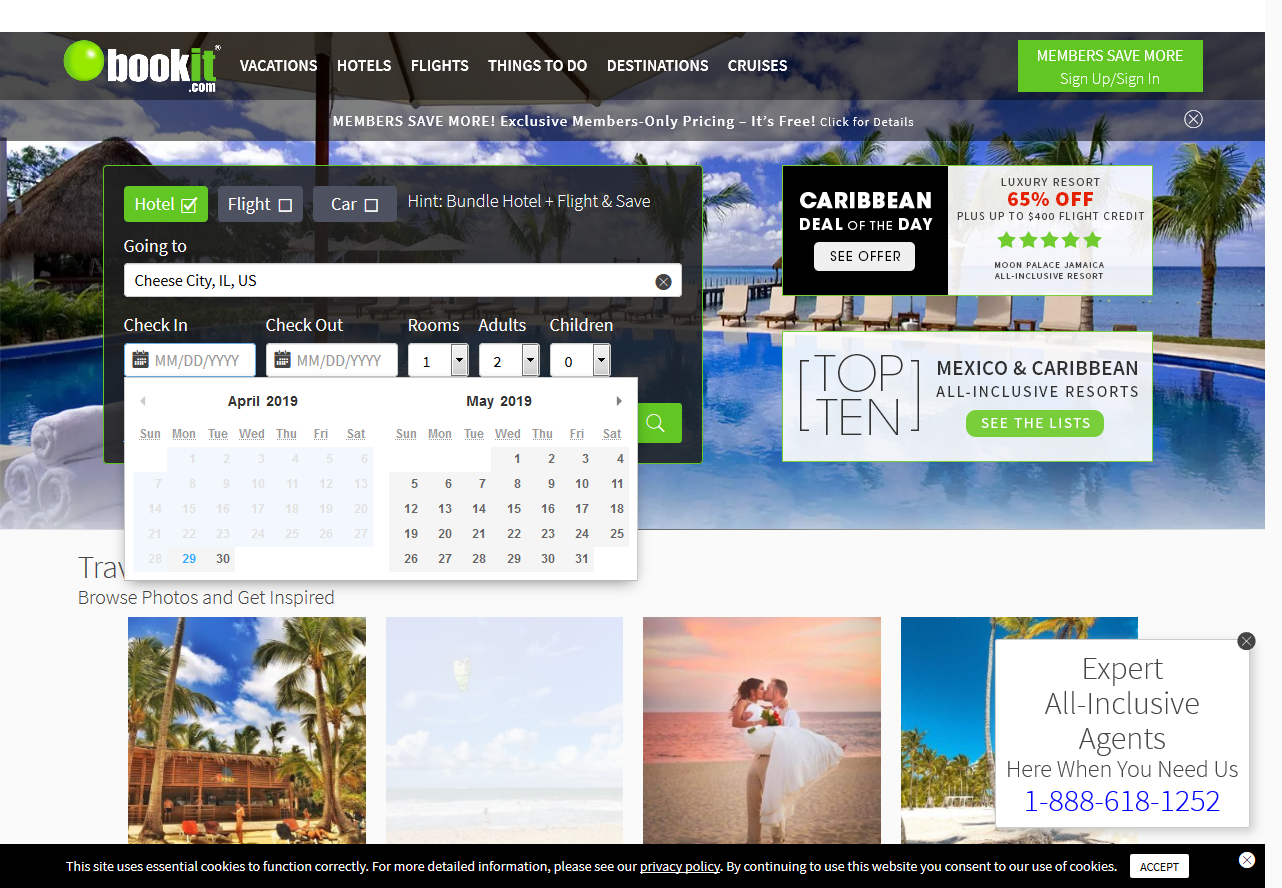 bookit®
.com
VACATIONS HOTELS FLIGHTS THINGS TO DO DESTINATIONS CRUISES
MEMBERS SAVE MORE
Sign Up/Sign In
MEMBERS SAVE MORE! Exclusive Members-Only Pricing – It's Free! Click for Details
Hotel Flight Car Hint: Bundle Hotel + Flight & Save
Going to
Cheese City, IL, US
Check In Check Out Rooms Adults Children
MM/DD/YYYY MM/DD/YYYY 1 2 0
April 2019 May 2019
Sun Mon Tue Wed Thu Fri Sat Sun Mon Tue Wed Thu Fri Sat
1 2 3 4 5 6 1 2 3 4
7 8 9 10 11 12 13 5 6 7 8 9 10 11
14 15 16 17 18 19 20 12 13 14 15 16 17 18
21 22 23 24 25 26 27 19 20 21 22 23 24 25
28 29 30 26 27 28 29 30 31
CARIBBEAN
DEAL OF THE DAY
SEE OFFER
LUXURY RESORT
65% OFF
PLUS UP TO $400 FLIGHT CREDIT
MOON PALACE JAMAICA
ALL-INCLUSIVE RESORT
TOP
TEN
MEXICO & CARIBBEAN
ALL-INCLUSIVE RESORTS
SEE THE LISTS
Browse Photos and Get Inspired
Expert
All-Inclusive
Agents
Here When You Need Us
1-888-618-1252
This site uses essential cookies to function correctly. For more detailed information, please see our privacy policy. By continuing to use this website you consent to our use of cookies. ACCEPT